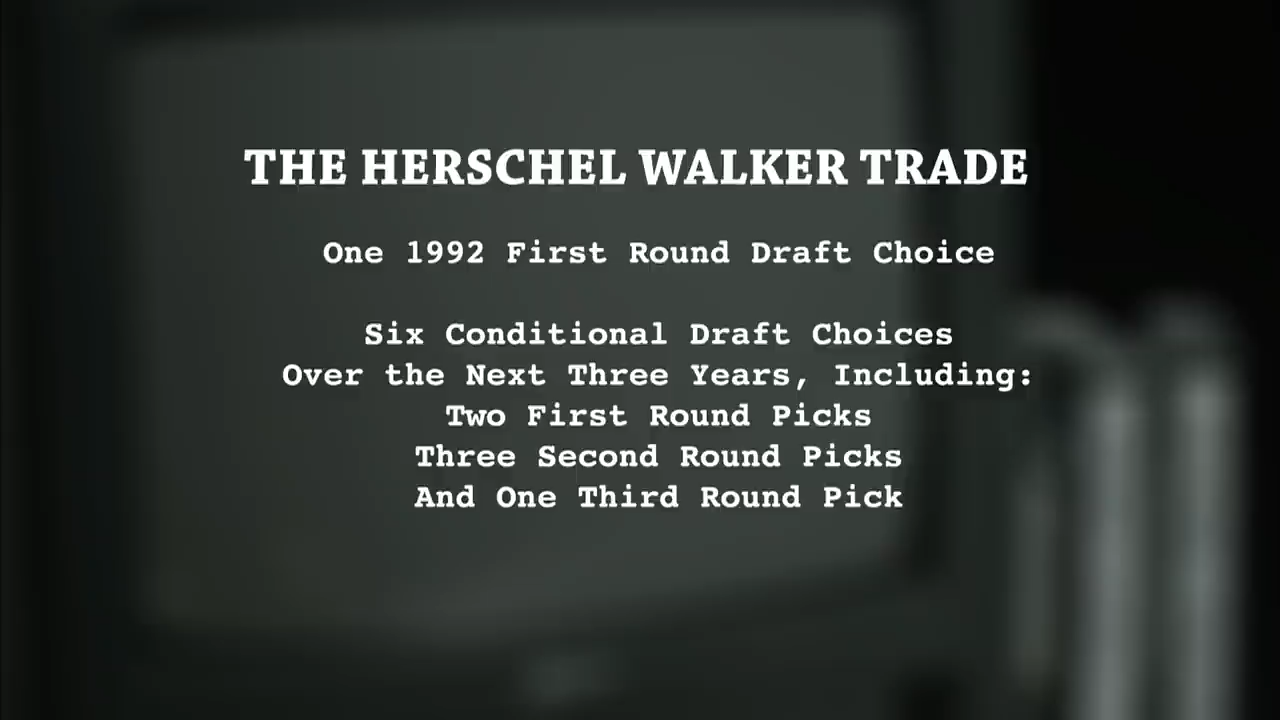 THE HERSCHEL WALKER TRADE
One 1992 First Round Draft Choice
Six Conditional Draft Choices
Over the Next Three Years, Including:
Two First Round Picks
Three Second Round Picks
And One Third Round Pick